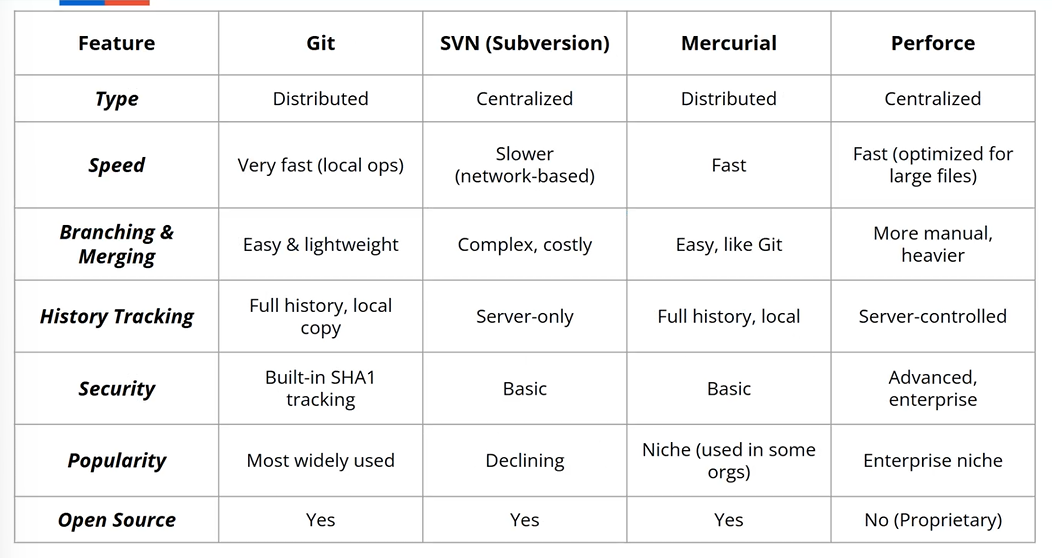 Feature Git SVN (Subversion) Mercurial Perforce
Type Distributed Centralized Distributed Centralized
Speed Very fast (local ops) Slower (network-based) Fast Fast (optimized for large files)
Branching & Merging Easy & lightweight Complex, costly Easy, like Git More manual, heavier
History Tracking Full history, local copy Server-only Full history, local Server-controlled
Security Built-in SHA1 tracking Basic Basic Advanced, enterprise
Popularity Most widely used Declining Niche (used in some orgs) Enterprise niche
Open Source Yes Yes Yes No (Proprietary)